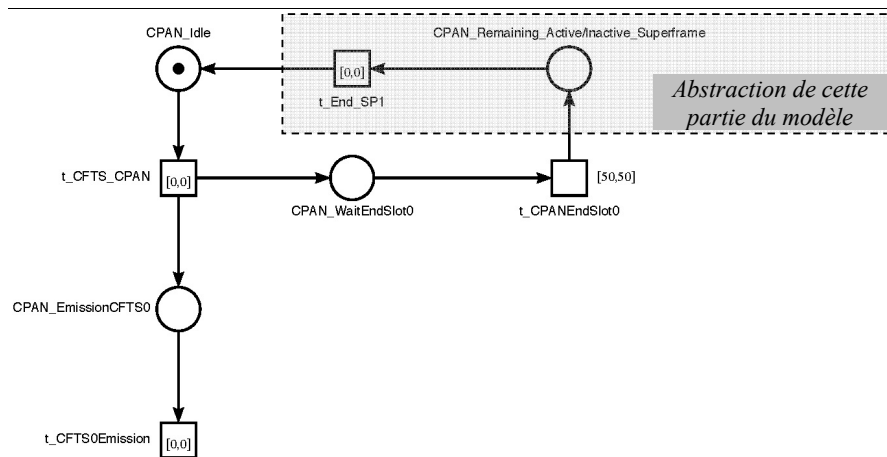 CPAN_Idle
CPAN_Remaining_Active/Inactive_Superframe
[0,0]
t_End_SP1
Abstraction de cette
partie du modèle
t_CFTS_CPAN
[0,0]
[50,50]
CPAN_WaitEndSlot0
t_CPANEndSlot0
CPAN_EmissionCFTS0
t_CFTS0Emission
[0,0]